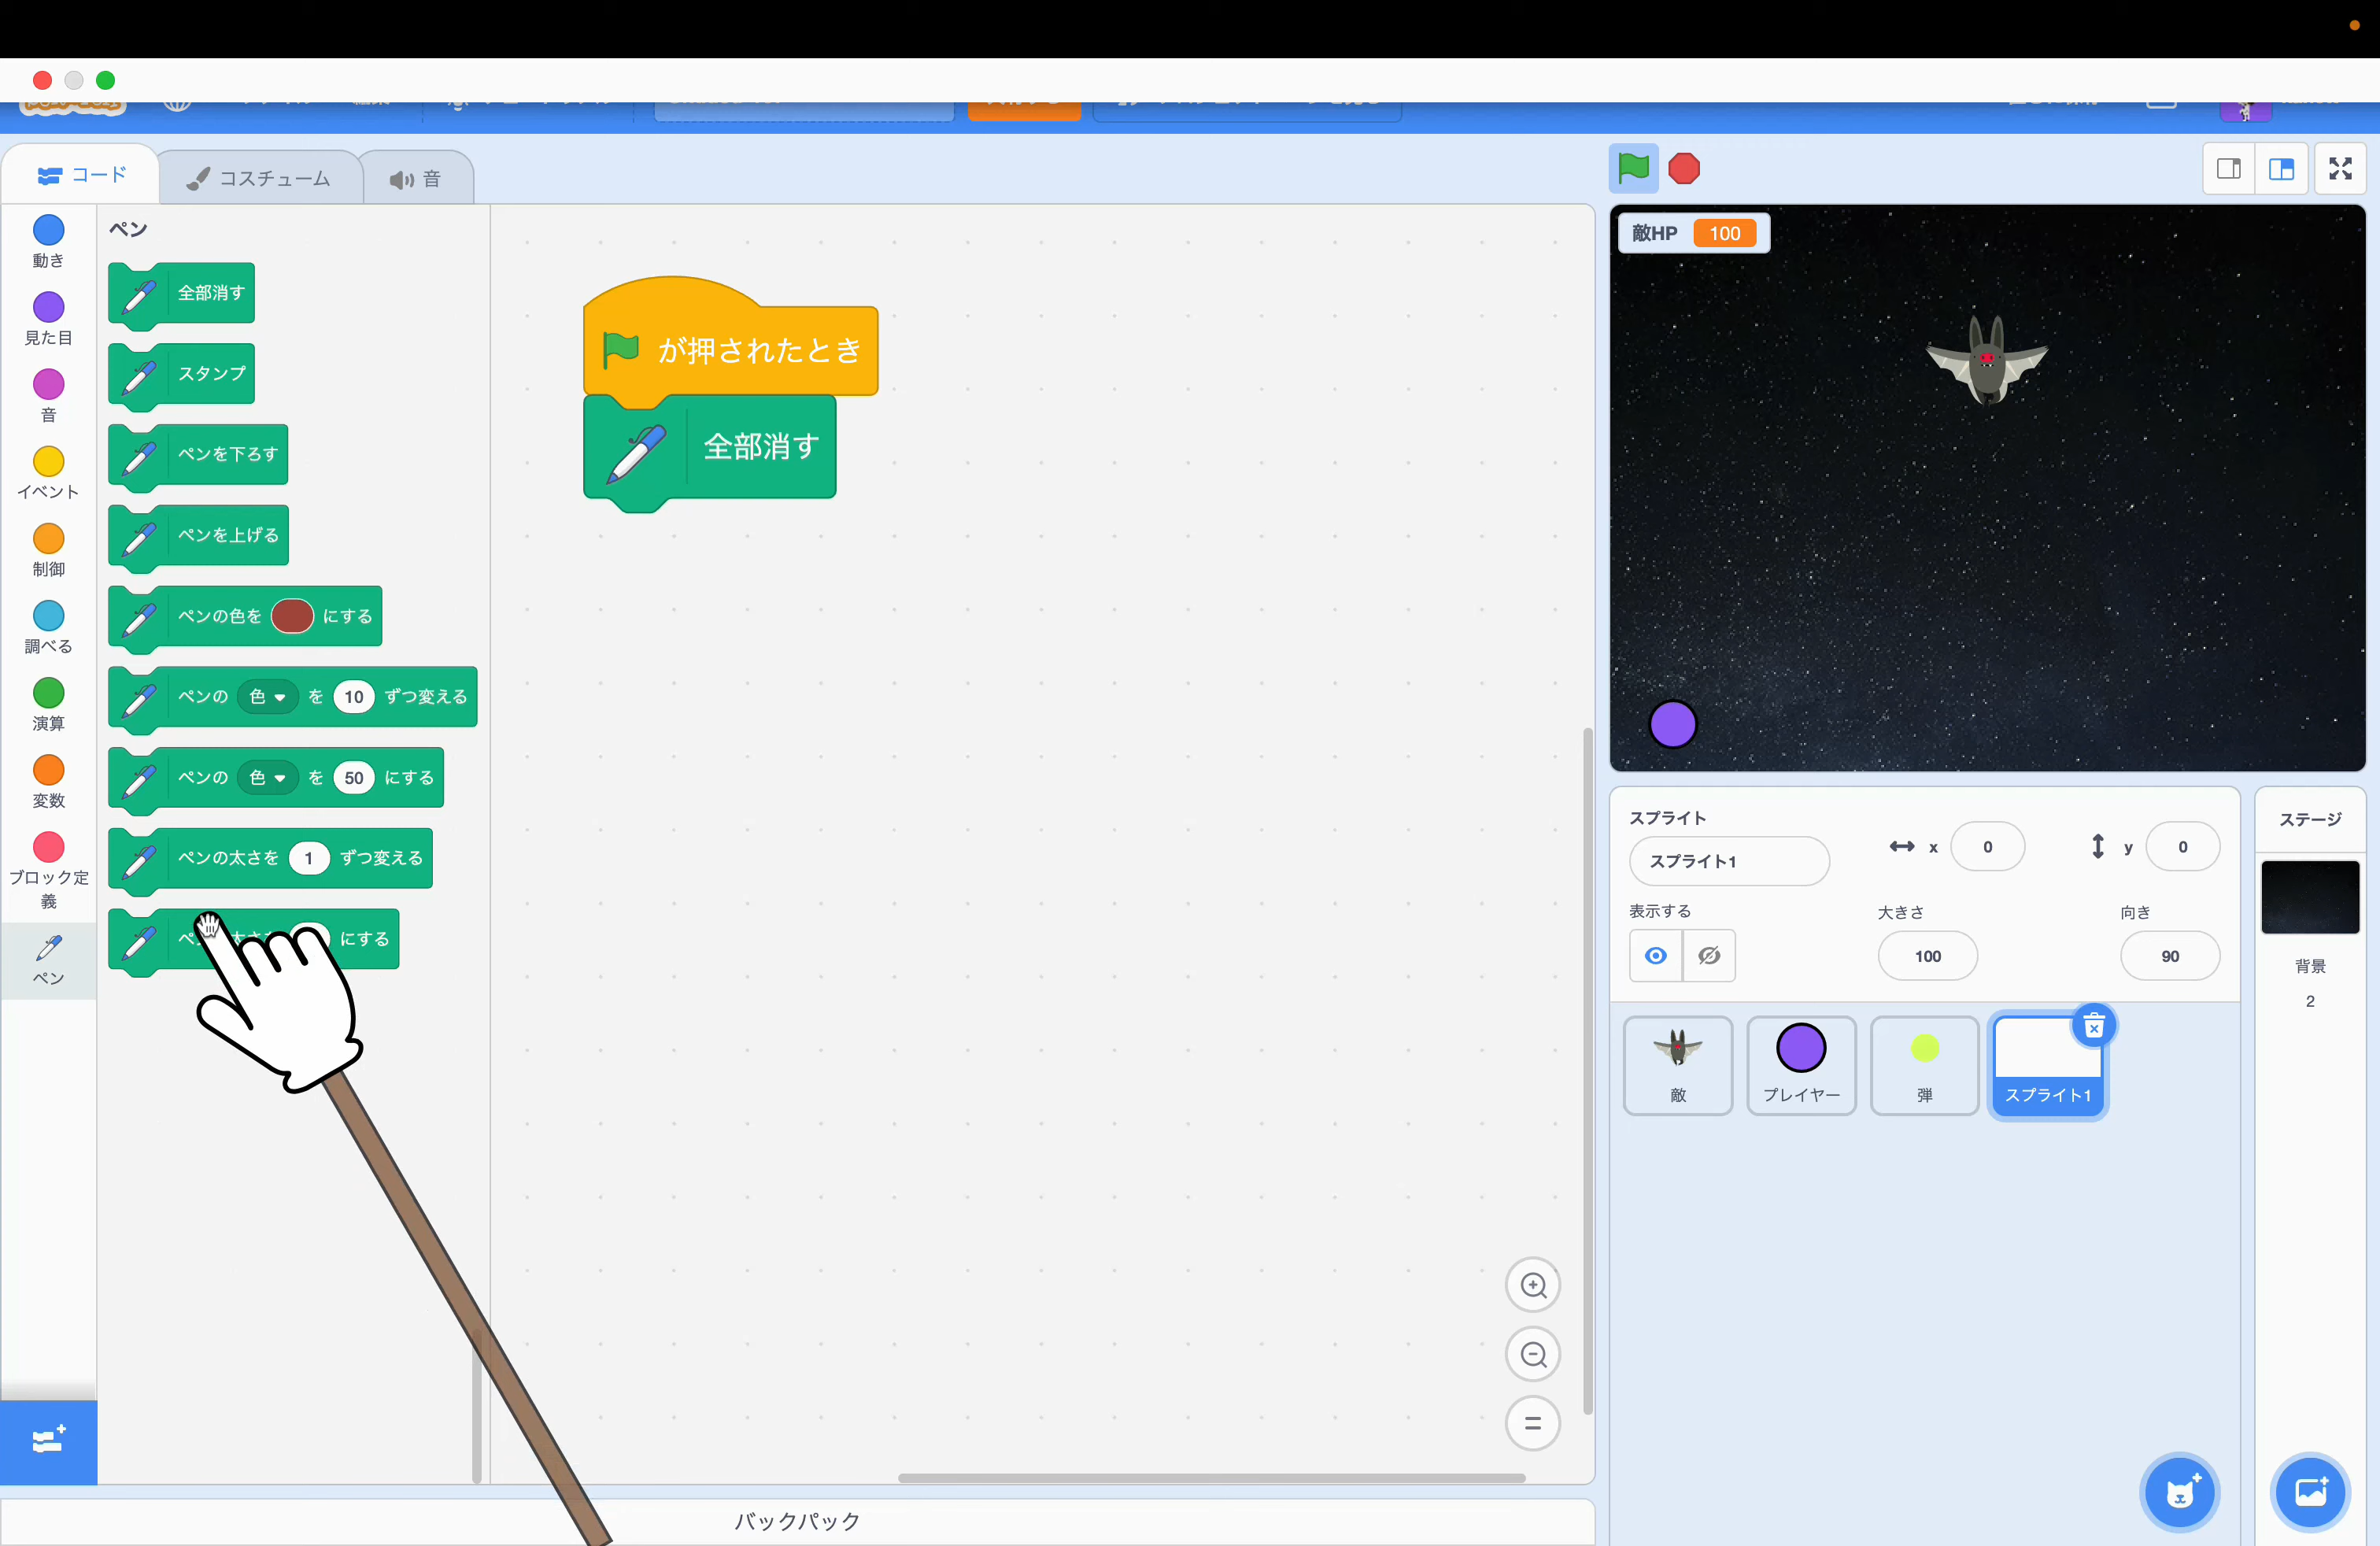 コード
コスチューム
音
動き
見た目
音
イベント
制御
調べる
演算
変数
ブロック定
義
ペン
ペン
全部消す
スタンプ
ペンを下ろす
ペンを上げる
ペンの色を にする
ペンの 色 を 10 ずつ変える
ペンの 色 を 50 にする
ペンの太さを 1 ずつ変える
にする
が押されたとき
全部消す
バックパック
敵HP 100
スプライト
スプライト1
x 0
y 0
表示する
大きさ
100
向き
90
敵
プレイヤー
弾
スプライト1
ステージ
背景
2